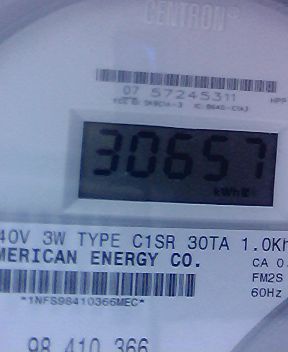 CENTRON®
07 57245311
30657
kWh
40V 3W TYPE C1SR 30TA 1.0Kh
MERICAN ENERGY CO.
CA 0.
FM2S
60Hz
*1NFS98410366MEC*
98 410 366